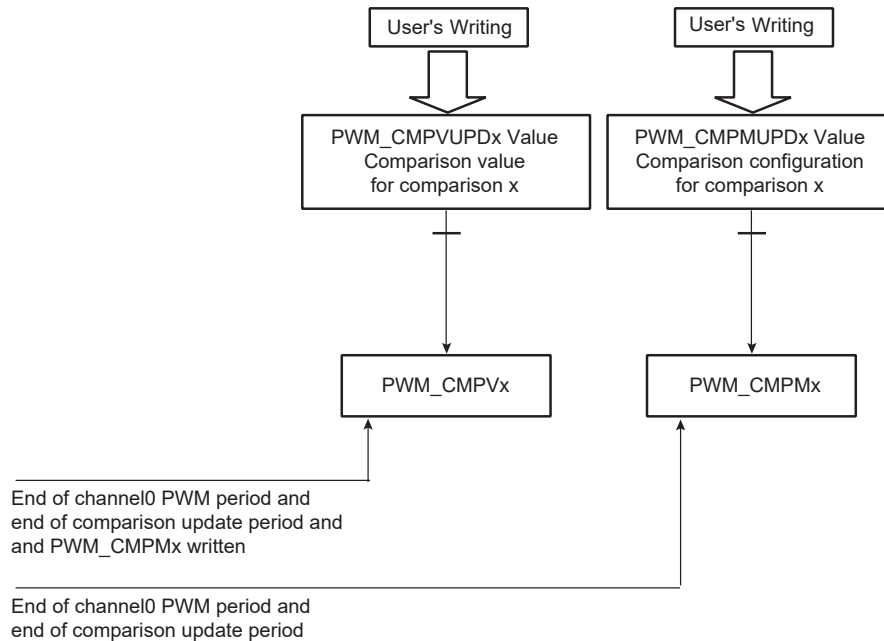 User's Writing
User's Writing
PWM_CMPVUPDx Value
Comparison value
for comparison x
PWM_CMPMUPDx Value
Comparison configuration
for comparison x
PWM_CMPVx
PWM_CMPMx
End of channel0 PWM period and
end of comparison update period and
and PWM_CMPMx written
End of channel0 PWM period and
end of comparison update period